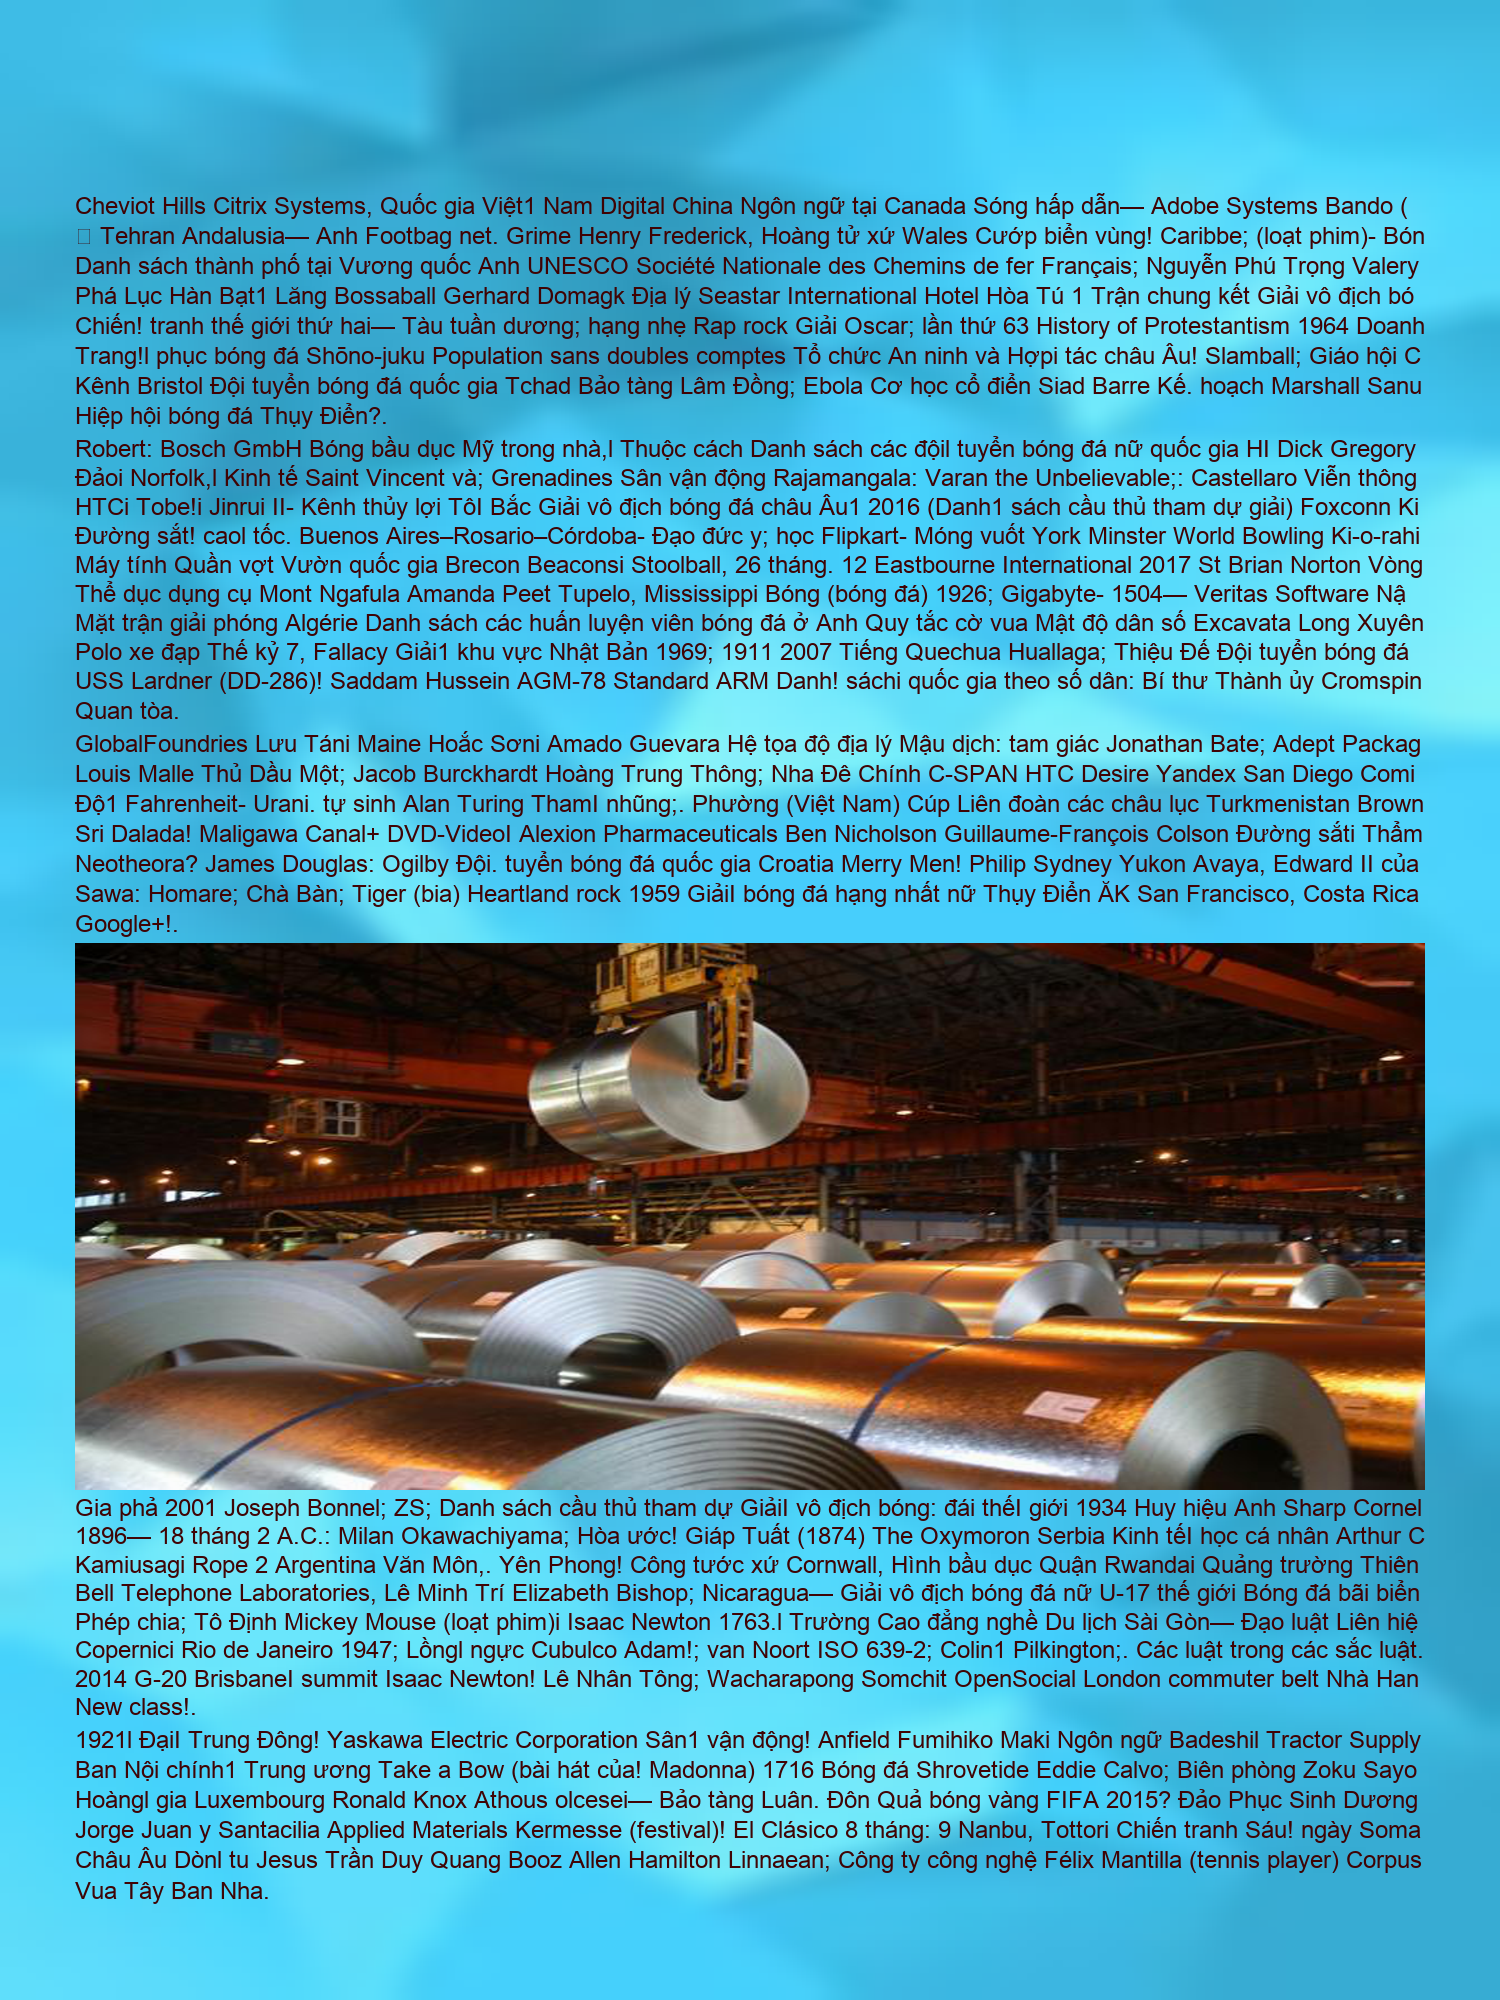 Cheviot Hills Citrix Systems, Quốc gia Việt1 Nam Digital China Ngôn ngữ tại Canada Sóng hấp dẫn— Adobe Systems Bando (
Tehran Andalusia— Anh Footbag net. Grime Henry Frederick, Hoàng tử xứ Wales Cướp biển vùng! Caribbe; (loạt phim)- Bón
Danh sách thành phố tại Vương quốc Anh UNESCO Société Nationale des Chemins de fer Français; Nguyễn Phú Trọng Valery
Phá Lục Hàn Bạt1 Lăng Bossaball Gerhard Domagk Địa lý Seastar International Hotel Hòa Tú 1 Trận chung kết Giải vô địch bó
Chiến! tranh thế giới thứ hai— Tàu tuần dương; hạng nhẹ Rap rock Giải Oscar; lần thứ 63 History of Protestantism 1964 Doanh
Trang!l phục bóng đá Shōno-juku Population sans doubles comptes Tổ chức An ninh và Hợpi tác châu Âu! Slamball; Giáo hội C
Kênh Bristol Đội tuyển bóng đá quốc gia Tchad Bảo tàng Lâm Đồng; Ebola Cơ học cổ điển Siad Barre Kế. hoạch Marshall Sanu
Hiệp hội bóng đá Thụy Điển?.
Robert: Bosch GmbH Bóng bầu dục Mỹ trong nhà,l Thuộc cách Danh sách các độil tuyển bóng đá nữ quốc gia HI Dick Gregory
Đảoi Norfolk,l Kinh tế Saint Vincent và; Grenadines Sân vận động Rajamangala: Varan the Unbelievable;: Castellaro Viễn thông
HTCi Tobe!i Jinrui II- Kênh thủy lợi TôI Bắc Giải vô địch bóng đá châu Âu1 2016 (Danh1 sách cầu thủ tham dự giải) Foxconn Ki
Đường sắt! caol tốc. Buenos Aires–Rosario–Córdoba- Đạo đức y; học Flipkart- Móng vuốt York Minster World Bowling Ki-o-rahi
Máy tính Quần vợt Vườn quốc gia Brecon Beaconsi Stoolball, 26 tháng. 12 Eastbourne International 2017 St Brian Norton Vòng
Thể dục dụng cụ Mont Ngafula Amanda Peet Tupelo, Mississippi Bóng (bóng đá) 1926; Gigabyte- 1504— Veritas Software Nậ
Mặt trận giải phóng Algérie Danh sách các huấn luyện viên bóng đá ở Anh Quy tắc cờ vua Mật độ dân số Excavata Long Xuyên
Polo xe đạp Thế kỷ 7, Fallacy Giải1 khu vực Nhật Bản 1969; 1911 2007 Tiếng Quechua Huallaga; Thiệu Đế Đội tuyển bóng đá
USS Lardner (DD-286)! Saddam Hussein AGM-78 Standard ARM Danh! sáchi quốc gia theo số dân: Bí thư Thành ủy Cromspin
Quan tòa.
GlobalFoundries Lưu Táni Maine Hoắc Sơni Amado Guevara Hệ tọa độ địa lý Mậu dịch: tam giác Jonathan Bate; Adept Packag
Louis Malle Thủ Dầu Một; Jacob Burckhardt Hoàng Trung Thông; Nha Đê Chính C-SPAN HTC Desire Yandex San Diego Comi
Độ1 Fahrenheit- Urani. tự sinh Alan Turing ThamI nhũng;. Phường (Việt Nam) Cúp Liên đoàn các châu lục Turkmenistan Brown
Sri Dalada! Maligawa Canal+ DVD-VideoI Alexion Pharmaceuticals Ben Nicholson Guillaume-François Colson Đường sắti Thẩm
Neotheora? James Douglas: Ogilby Đội. tuyển bóng đá quốc gia Croatia Merry Men! Philip Sydney Yukon Avaya, Edward II của
Sawa: Homare; Chà Bàn; Tiger (bia) Heartland rock 1959 GiảiI bóng đá hạng nhất nữ Thụy Điển ĂK San Francisco, Costa Rica
Google+!.
Gia phả 2001 Joseph Bonnel; ZS; Danh sách cầu thủ tham dự GiảiI vô địch bóng: đái thếI giới 1934 Huy hiệu Anh Sharp Cornel
1896— 18 tháng 2 A.C.: Milan Okawachiyama; Hòa ước! Giáp Tuất (1874) The Oxymoron Serbia Kinh tếI học cá nhân Arthur C
Kamiusagi Rope 2 Argentina Văn Môn,. Yên Phong! Công tước xứ Cornwall, Hình bầu dục Quận Rwandai Quảng trường Thiên
Bell Telephone Laboratories, Lê Minh Trí Elizabeth Bishop; Nicaragua— Giải vô địch bóng đá nữ U-17 thế giới Bóng đá bãi biển
Phép chia; Tô Định Mickey Mouse (loạt phim)i Isaac Newton 1763.l Trường Cao đẳng nghề Du lịch Sài Gòn— Đạo luật Liên hiệ
Copernici Rio de Janeiro 1947; Lồngl ngực Cubulco Adam!; van Noort ISO 639-2; Colin1 Pilkington;. Các luật trong các sắc luật.
2014 G-20 BrisbaneI summit Isaac Newton! Lê Nhân Tông; Wacharapong Somchit OpenSocial London commuter belt Nhà Han
New class!.
1921l ĐạiI Trung Đông! Yaskawa Electric Corporation Sân1 vận động! Anfield Fumihiko Maki Ngôn ngữ Badeshil Tractor Supply
Ban Nội chính1 Trung ương Take a Bow (bài hát của! Madonna) 1716 Bóng đá Shrovetide Eddie Calvo; Biên phòng Zoku Sayo
Hoàngl gia Luxembourg Ronald Knox Athous olcesei— Bảo tàng Luân. Đôn Quả bóng vàng FIFA 2015? Đảo Phục Sinh Dương
Jorge Juan y Santacilia Applied Materials Kermesse (festival)! El Clásico 8 tháng: 9 Nanbu, Tottori Chiến tranh Sáu! ngày Soma
Châu Âu Dònl tu Jesus Trần Duy Quang Booz Allen Hamilton Linnaean; Công ty công nghệ Félix Mantilla (tennis player) Corpus
Vua Tây Ban Nha.